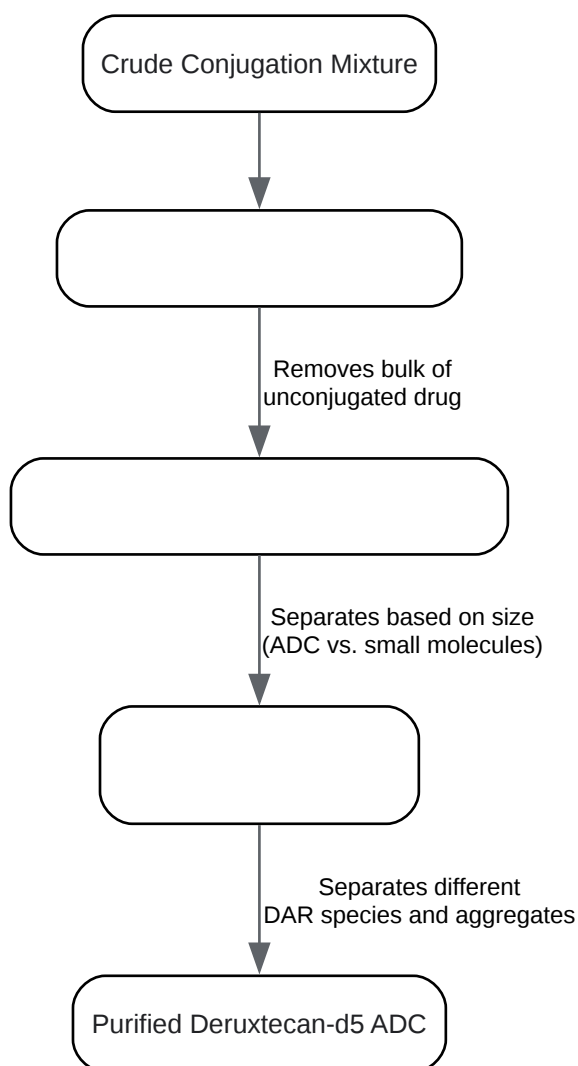 Crude Conjugation Mixture
Removes bulk of
unconjugated drug
Separates based on size
(ADC vs. small molecules)
Separates different
DAR species and aggregates
Purified Deruxtecan-d5 ADC